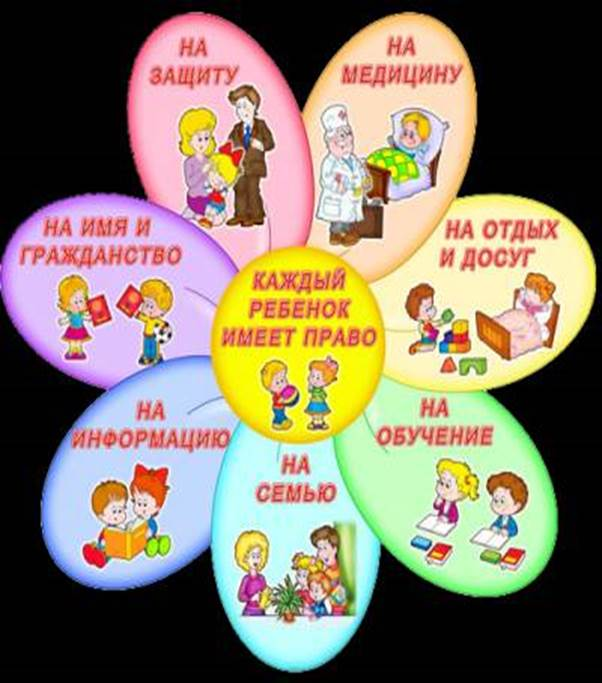 КАЖДЫЙ
РЕБЕНОК
ИМЕЕТ ПРАВО
НА
ЗАЩИТУ
НА
МЕДИЦИНУ
НА ОТДЫХ
И ДОСУГ
НА
ОБУЧЕНИЕ
НА
СЕМЬЮ
НА
ИНФОРМАЦИЮ
НА ИМЯ И
ГРАЖДАНСТВО